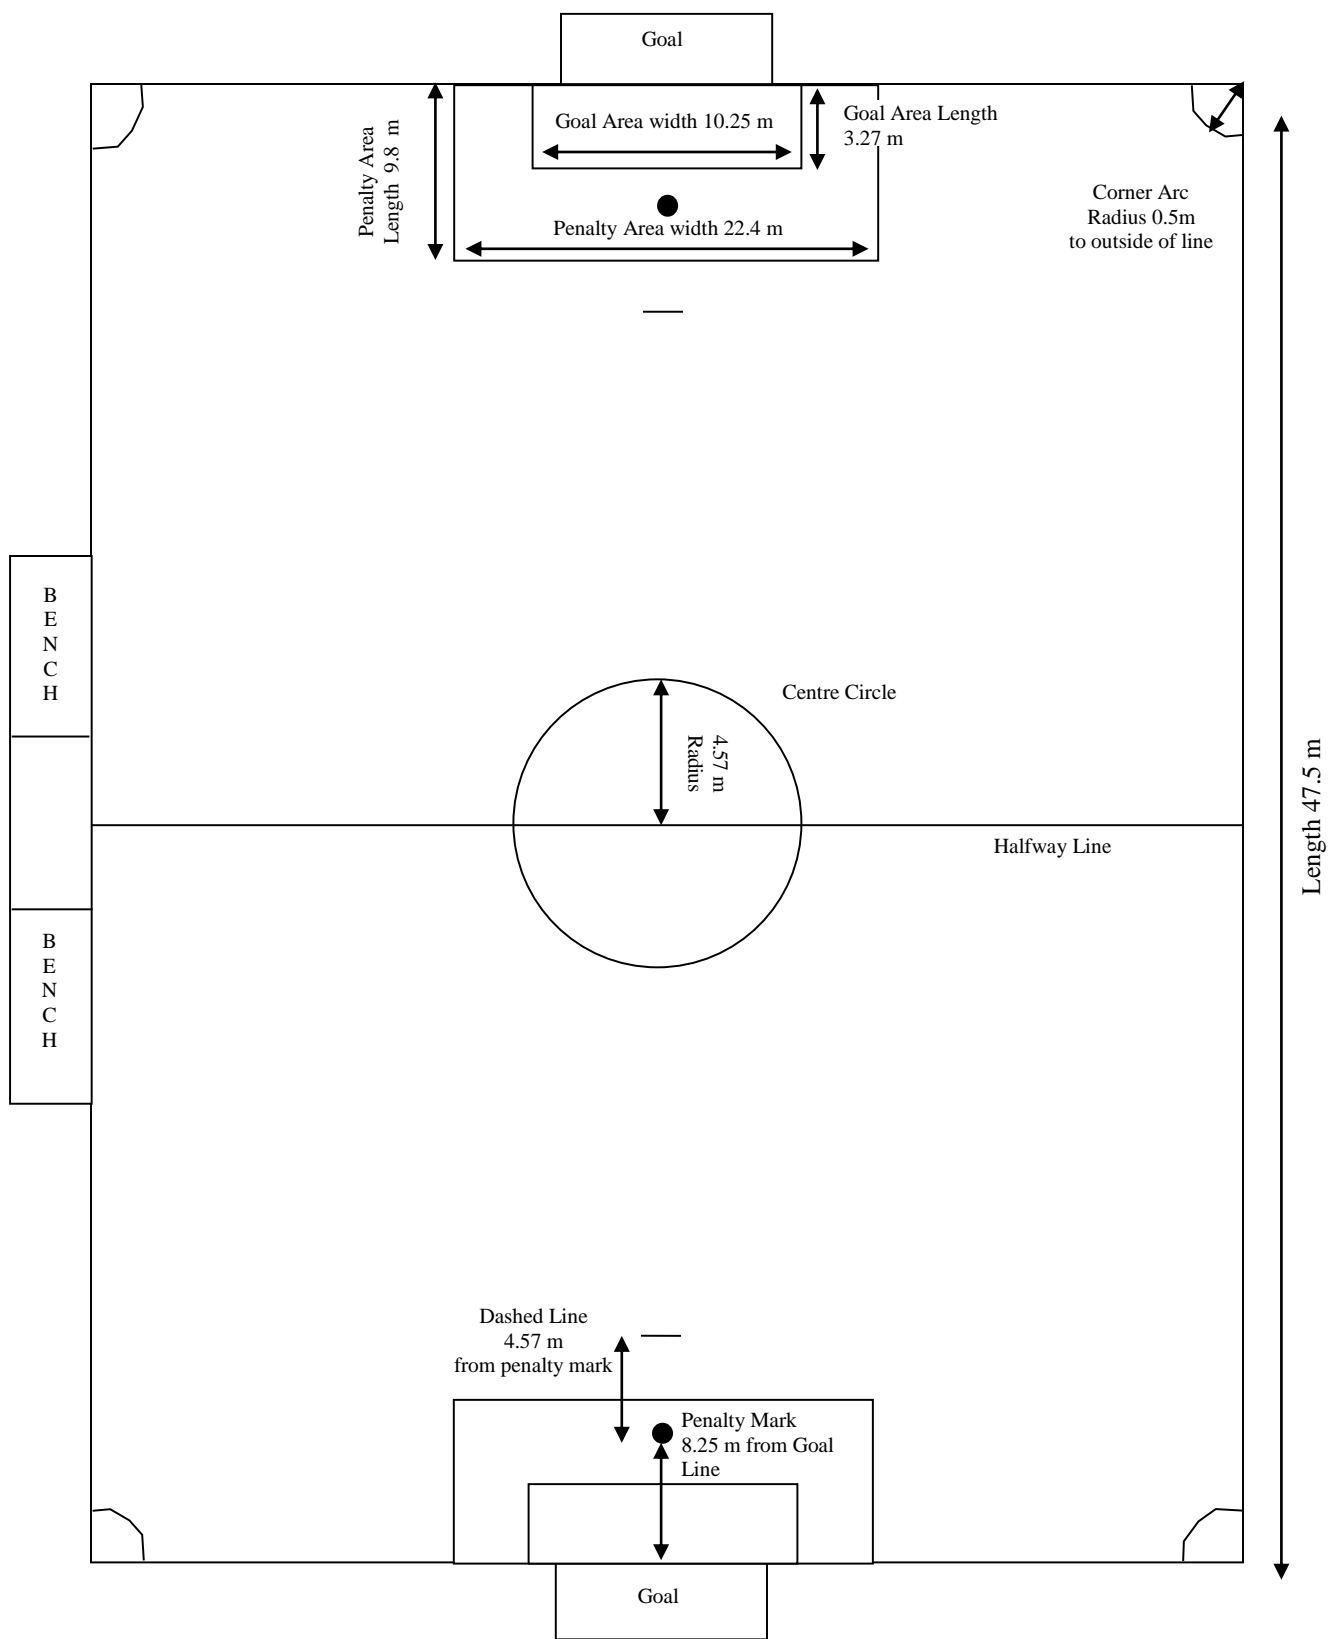 Goal
Goal Area width 10.25 m
Goal Area Length
3.27 m
Penalty Area
Length  9.8  m
Penalty Area width 22.4 m
Corner Arc
Radius 0.5m
to outside of line
B
E
N
C
H
Centre Circle
4.57 m
Radius
Length 47.5 m
Halfway Line
B
E
N
C
H
Dashed Line
4.57 m
from penalty mark
Penalty Mark
8.25 m from Goal
Line
Goal